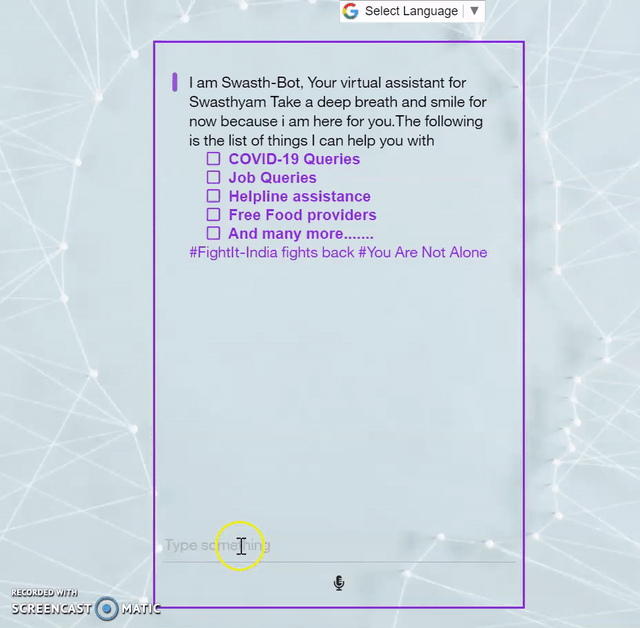 Select Language ▼
I am Swasth-Bot, Your virtual assistant for
Swasthyam Take a deep breath and smile for
now because i am here for you.The following
is the list of things I can help you with
COVID-19 Queries
Job Queries
Helpline assistance
Free Food providers
And many more.......
#FightIt-India fights back #You Are Not Alone
Type something
RECORDED WITH
SCREENCAST MATIC